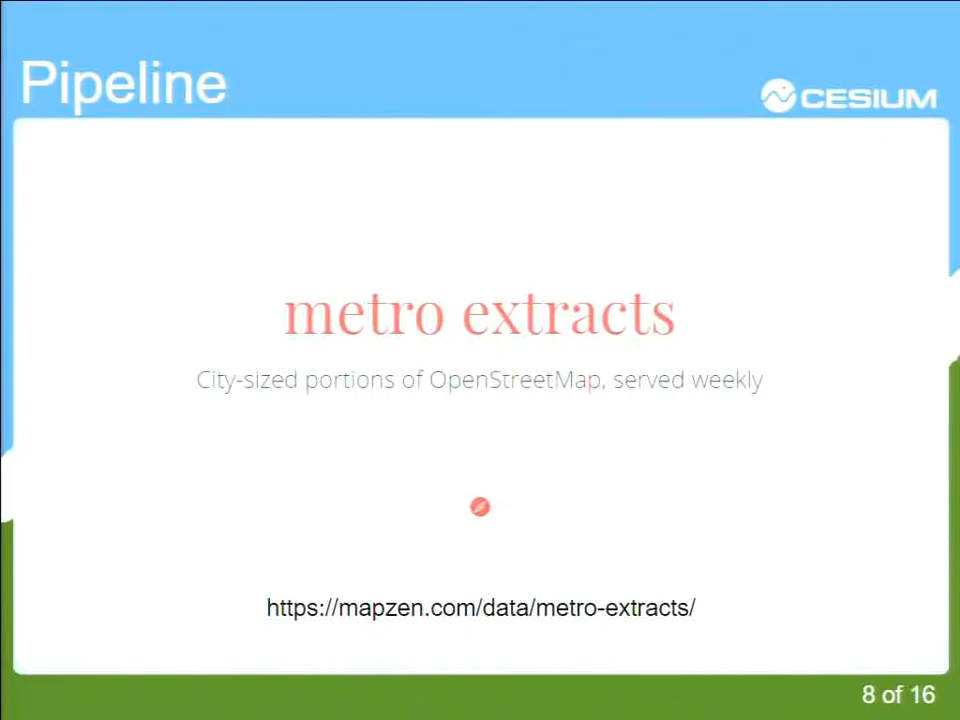 Pipeline
CESIUM
metro extracts
City-sized portions of OpenStreetMap, served weekly
https://mapzen.com/data/metro-extracts/
8 of 16